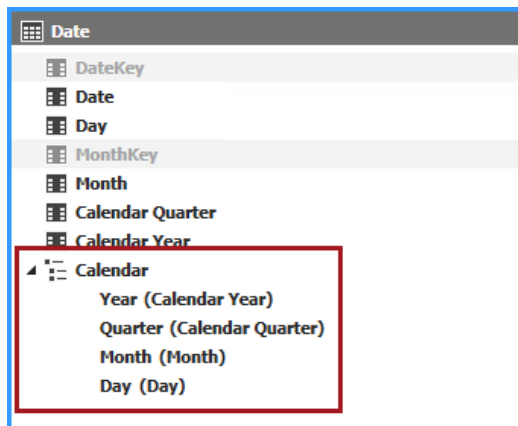 Date
DateKey
Date
Day
MonthKey
Month
Calendar Quarter
Calendar Year
Calendar
Year (Calendar Year)
Quarter (Calendar Quarter)
Month (Month)
Day (Day)